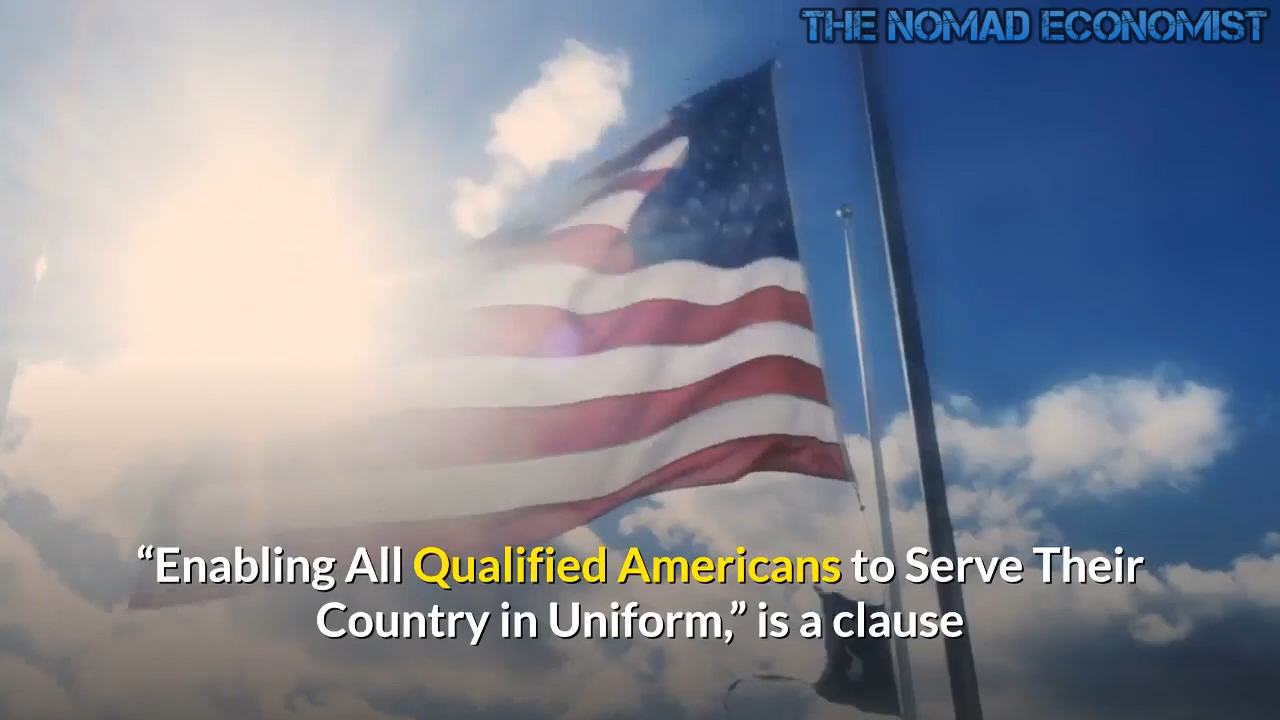 THE NOMAD ECONOMIST
“Enabling All Qualified Americans to Serve Their
Country in Uniform,” is a clause